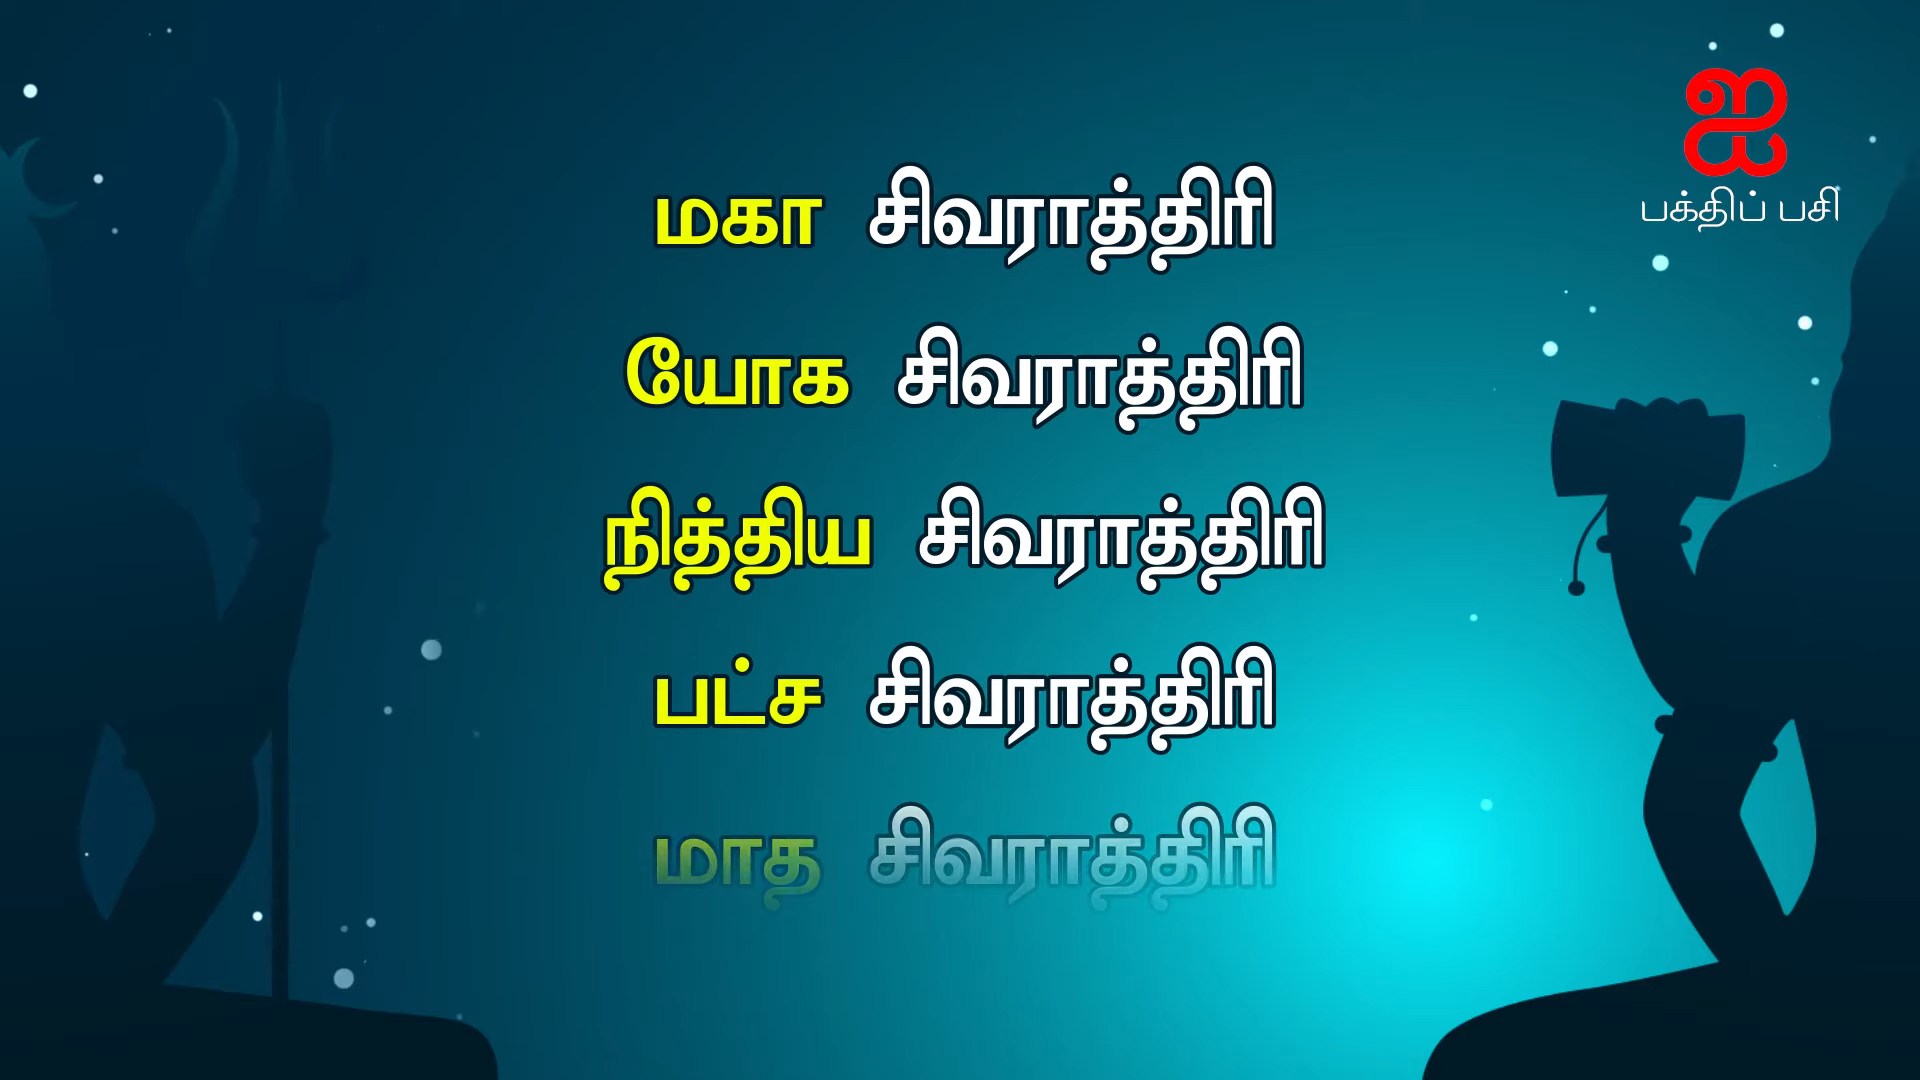 ஐ
பக்திப் பசி
மகா சிவராத்திரி
யோக சிவராத்திரி
நித்திய சிவராத்திரி
பட்ச சிவராத்திரி
மாத சிவராத்திரி